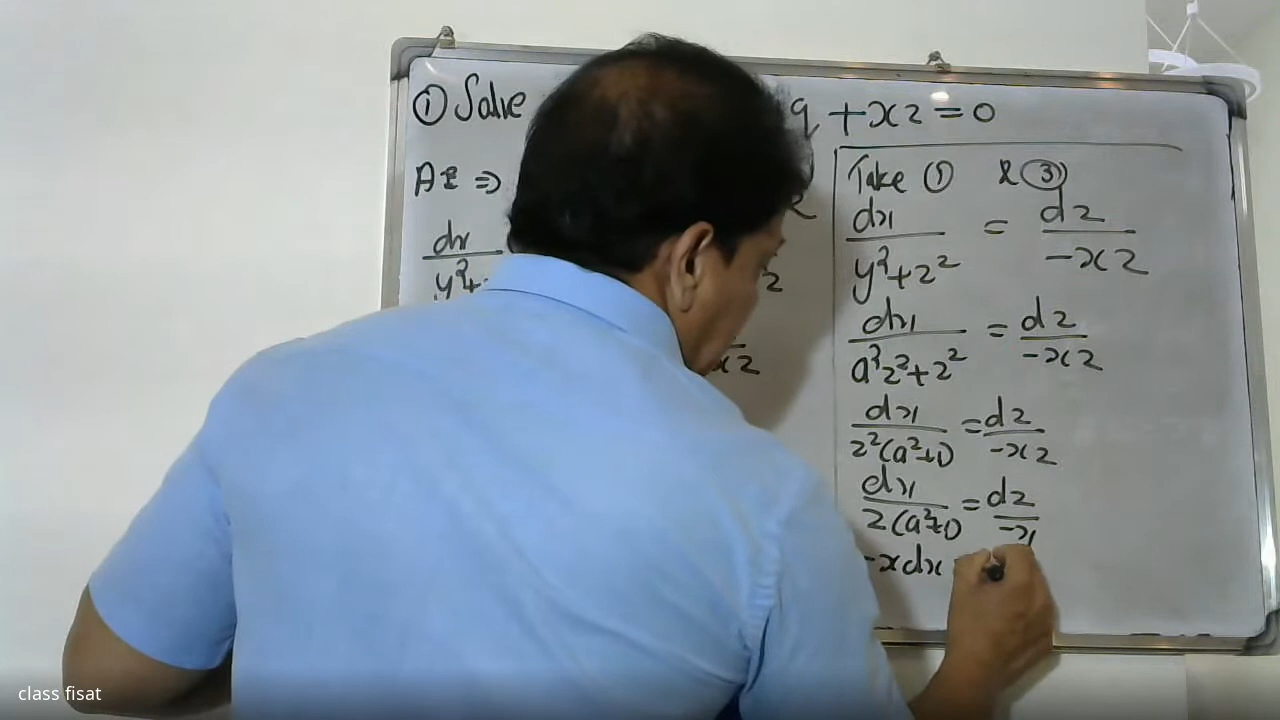 ① Solve q + xz = 0
AE ⇒
dx
y²+
z
xz
Take ① & ③
dx/(y²+z²) = dz/(-xz)
dx/(a²z²+z²) = dz/(-xz)
dx/(z²(a²+1)) = dz/(-xz)
dx/(z(a²+1)) = dz/(-x)
-xdx
class fisat